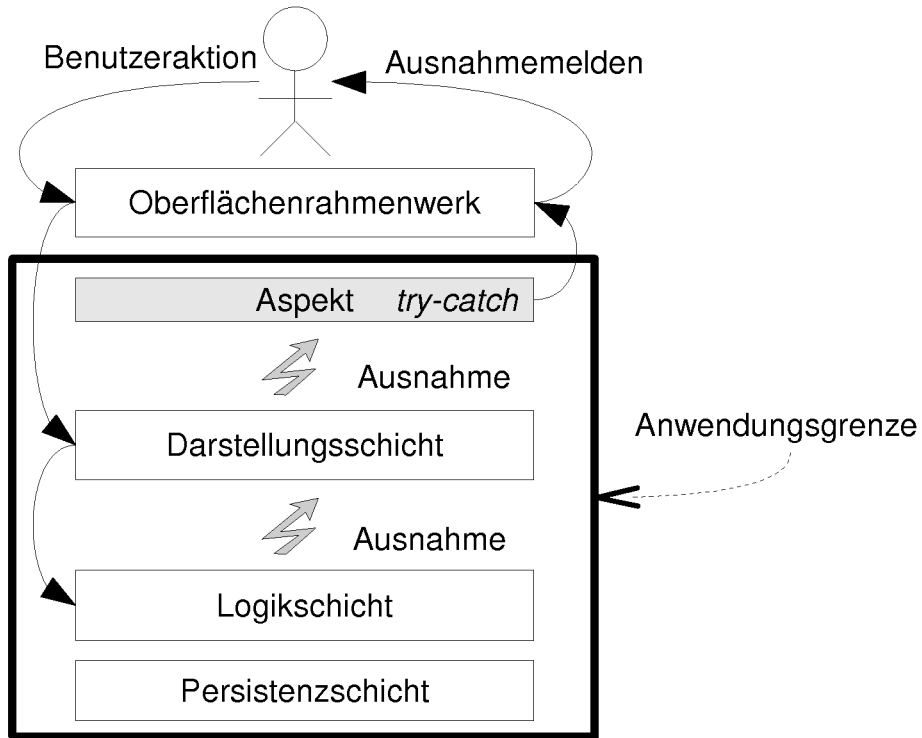 Benutzeraktion
Ausnahmemelden
Oberflächenrahmenwerk
Aspekt try-catch
Ausnahme
Darstellungsschicht
Anwendungsgrenze
Ausnahme
Logikschicht
Persistenzschicht